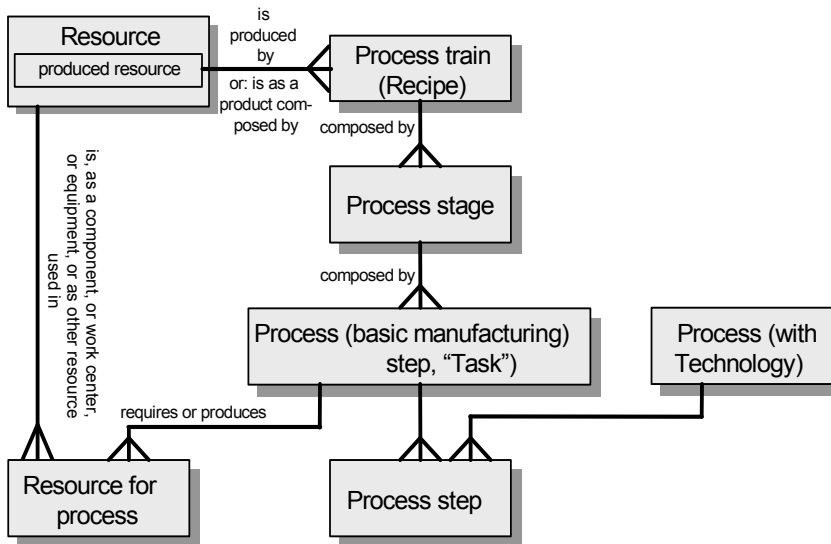 Resource
produced resource
is
produced
by
or: is as a
product com-
posed by
Process train
(Recipe)
composed by
Process stage
is, as a component, or work center,
or equipment, or as other resource
used in
composed by
Process (basic manufacturing)
step, “Task”)
Process (with
Technology)
requires or produces
Resource for
process
Process step